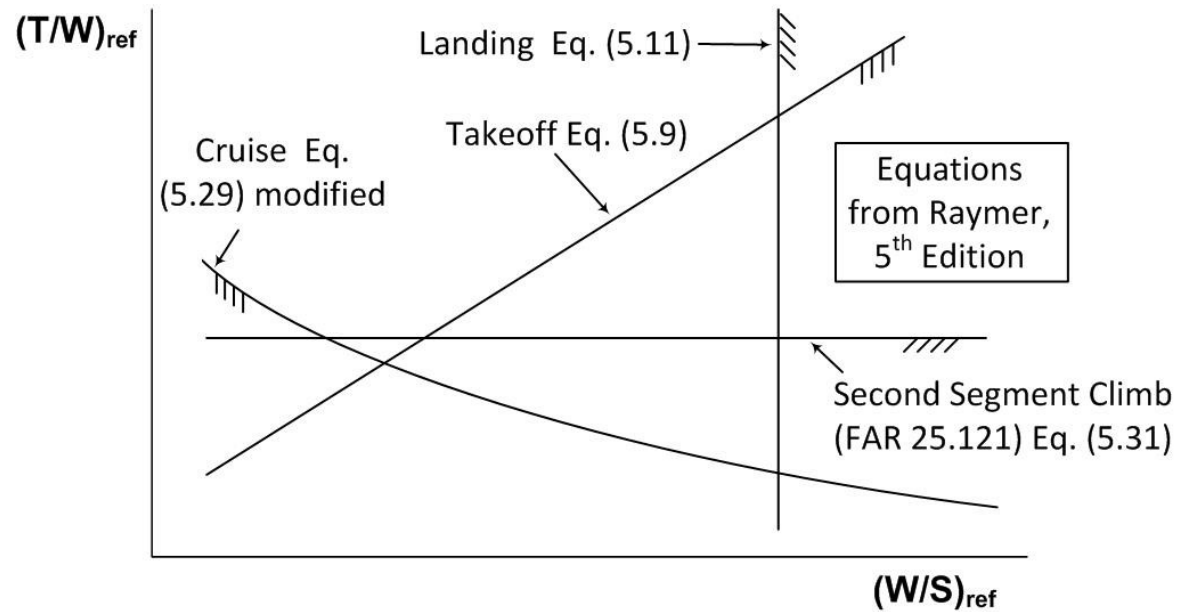 (T/W)ref
Landing Eq. (5.11)
Takeoff Eq. (5.9)
Cruise Eq.
(5.29) modified
Equations
from Raymer,
5th Edition
Second Segment Climb
(FAR 25.121) Eq. (5.31)
(W/S)ref